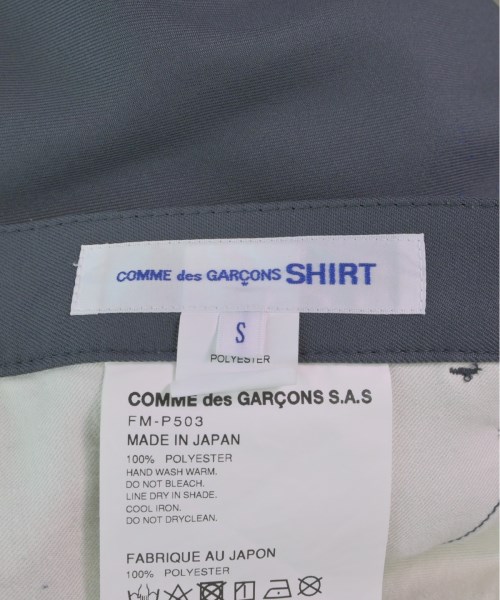 COMME des GARÇONS SHIRT
S
POLYESTER
COMME des GARÇONS S.A.S
FM-P503
MADE IN JAPAN
100% POLYESTER
HAND WASH WARM.
DO NOT BLEACH.
LINE DRY IN SHADE.
COOL IRON.
DO NOT DRYCLEAN.
FABRIQUE AU JAPON
100% POLYESTER